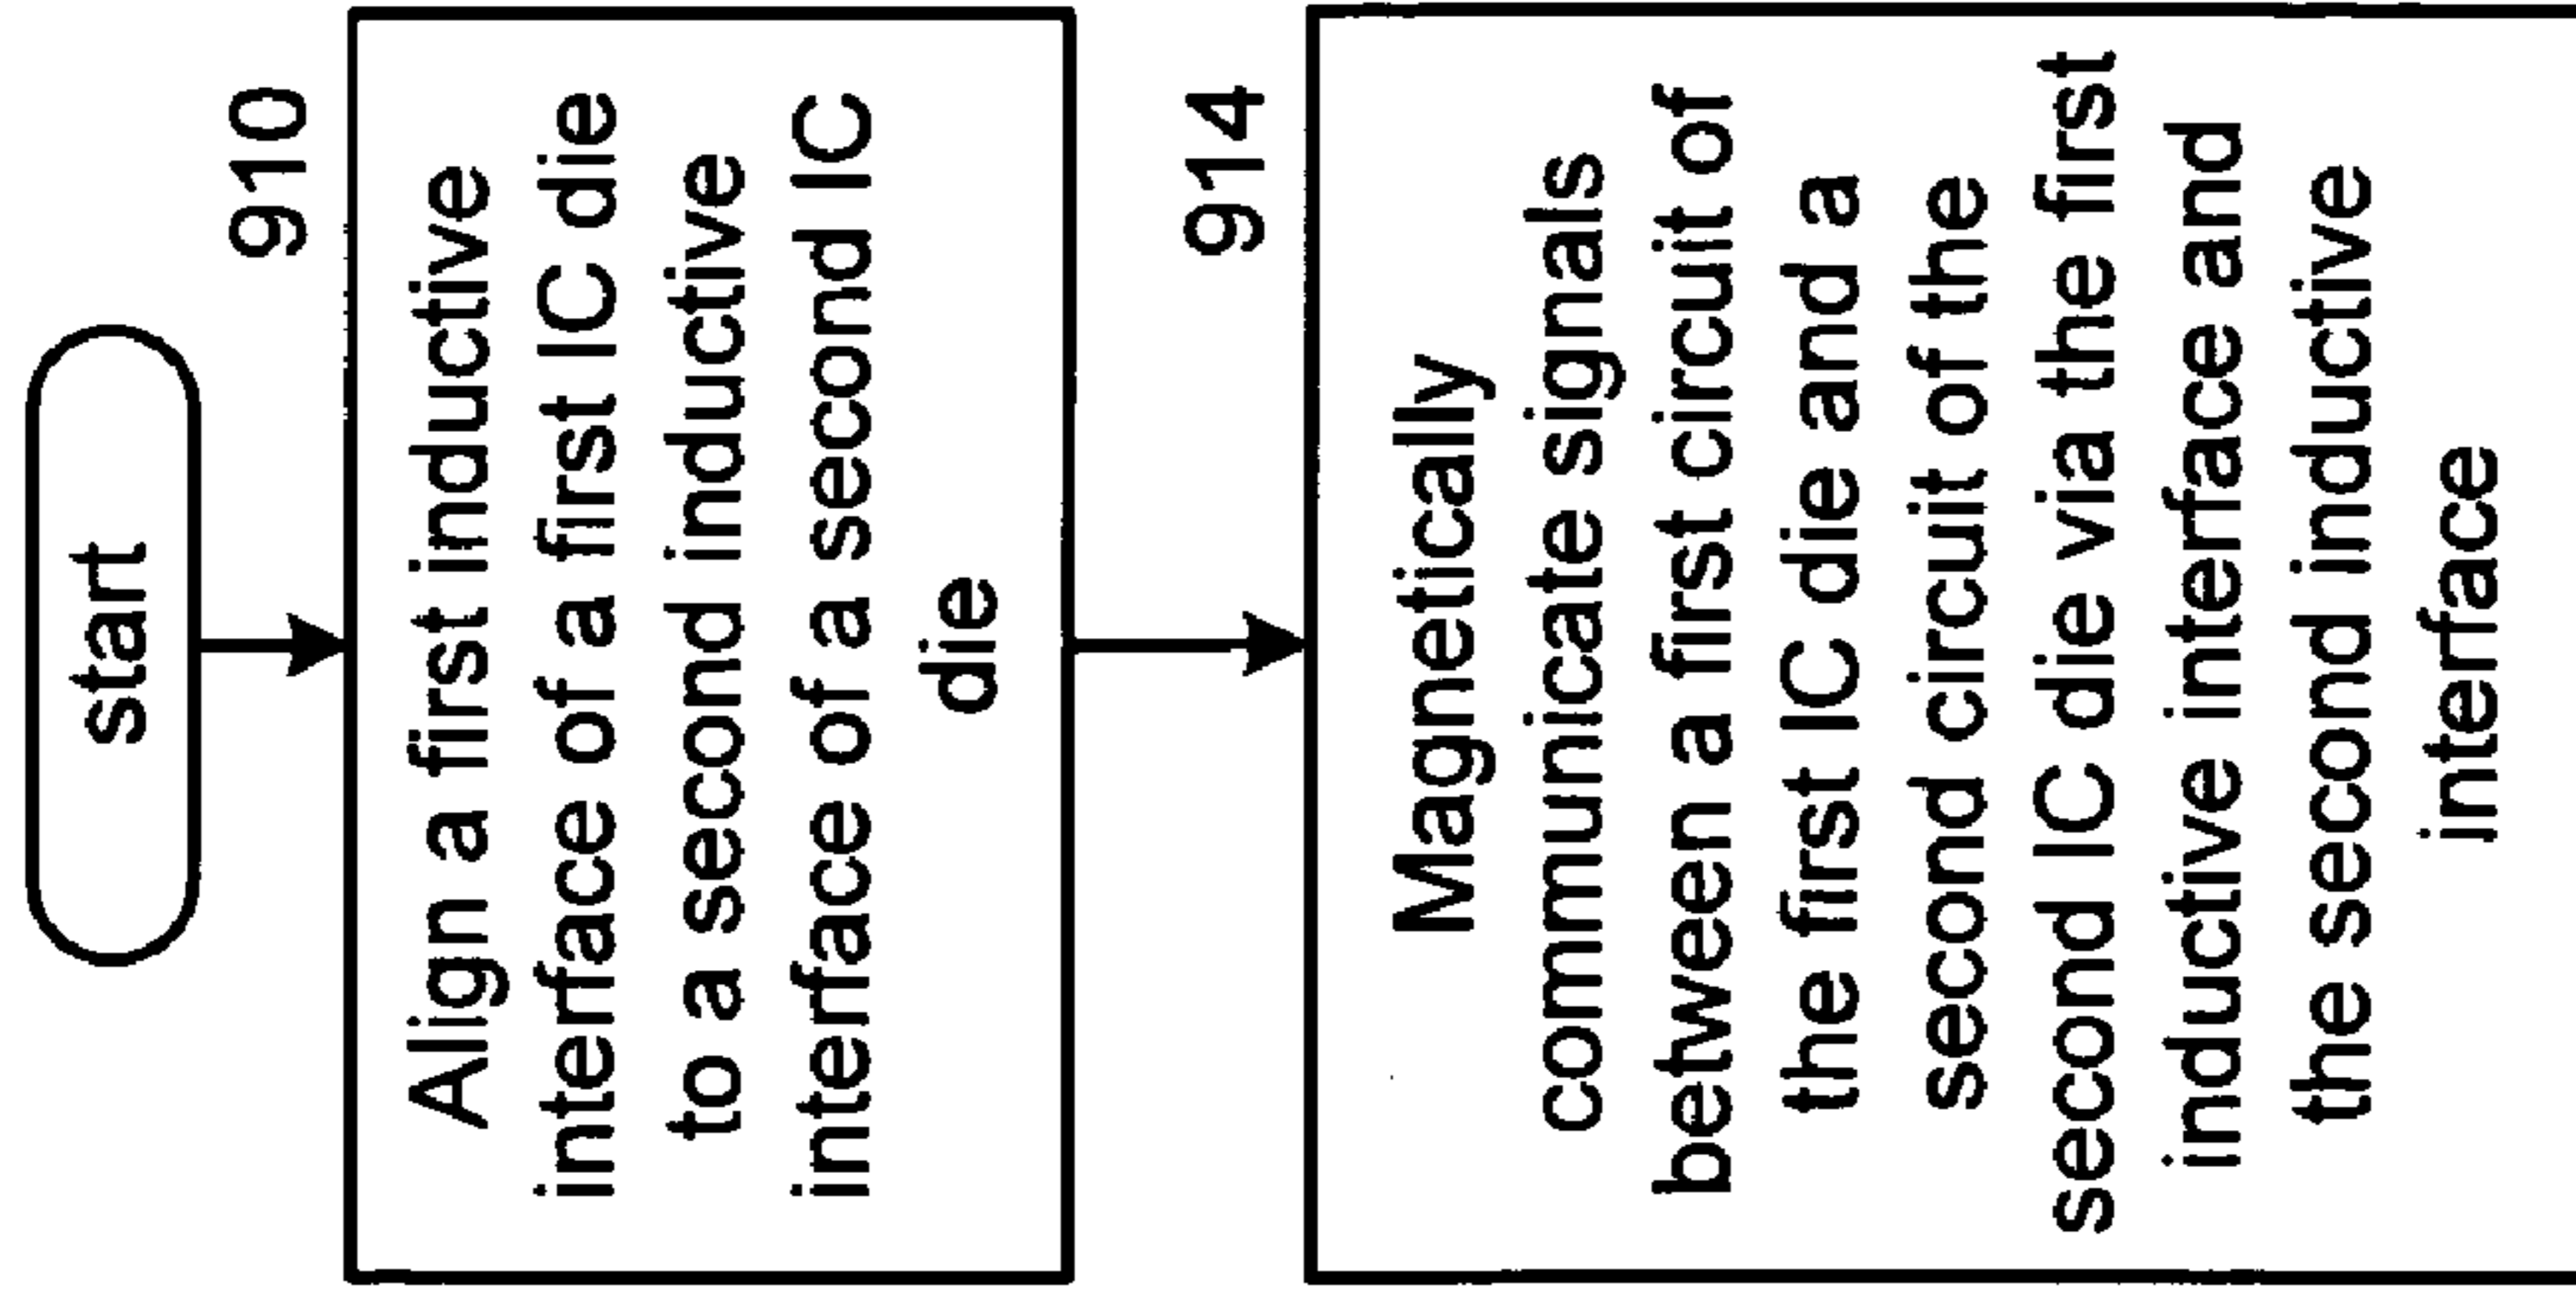 start
910
Align a first inductive
interface of a first IC die
to a second inductive
interface of a second IC
die
914
Magnetically
communicate signals
between a first circuit of
the first IC die and a
second circuit of the
second IC die via the first
inductive interface and
the second inductive
interface